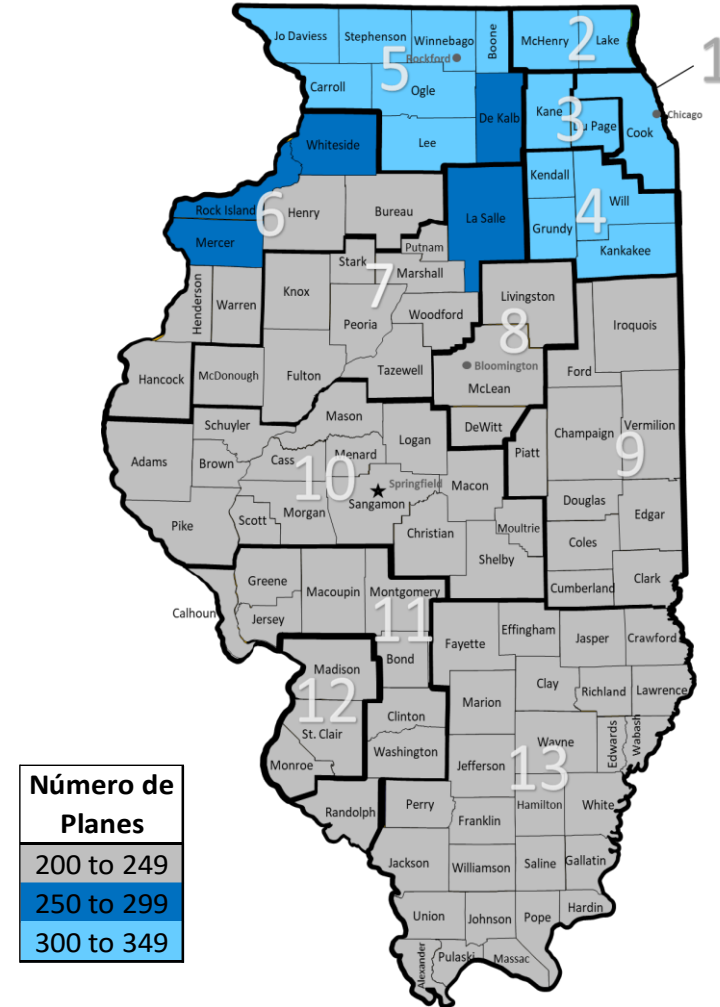 Jo Daviess
Stephenson
Winnebago
Boone
McHenry
Lake
2
1
5
Rockford
Carroll
Ogle
De Kalb
Kane
3
Du Page
Cook
Chicago
Lee
Whiteside
Kendall
Will
4
La Salle
Rock Island
6
Henry
Bureau
Grundy
Mercer
Putnam
Kankakee
Stark
7
Marshall
Henderson
Warren
Knox
Peoria
Woodford
Livingston
8
Iroquois
Bloomington
Ford
Hancock
McDonough
Fulton
Tazewell
McLean
Mason
Schuyler
Logan
DeWitt
Champaign
Vermilion
Adams
Brown
Cass
Menard
Piatt
9
10
Springfield
Macon
Sangamon
Douglas
Pike
Scott
Morgan
Christian
Moultrie
Edgar
Coles
Shelby
Greene
Macoupin
Montgomery
Cumberland
Clark
Calhoun
Jersey
11
Fayette
Effingham
Jasper
Crawford
Madison
Bond
12
Clay
Richland
Lawrence
Marion
Clinton
St. Clair
Washington
Wayne
Edwards
Wabash
Monroe
Jefferson
13
Randolph
Perry
Hamilton
White
Franklin
Jackson
Williamson
Saline
Gallatin
Union
Johnson
Pope
Hardin
Alexander
Pulaski
Massac
Número de
Planes
200 to 249
250 to 299
300 to 349